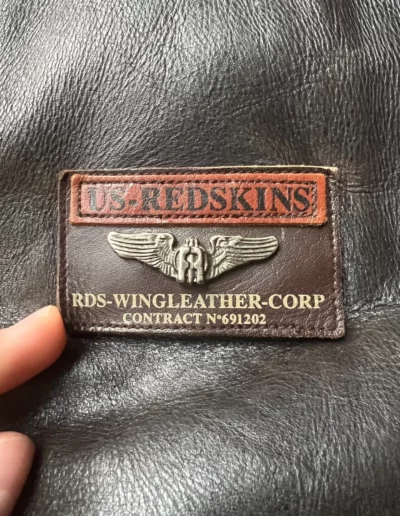 US-REDSKINS
RDS-WINGLEATHER-CORP
CONTRACT N°691202